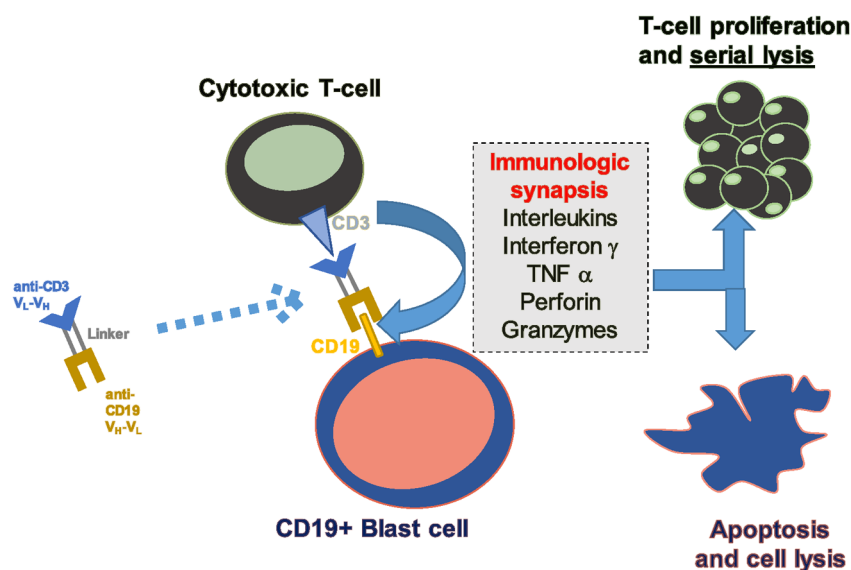 T-cell proliferation
and serial lysis
Cytotoxic T-cell
CD3
Immunologic
synapsis
Interleukins
Interferon γ
TNF α
Perforin
Granzymes
anti-CD3
VL-VH
Linker
anti-
CD19
VH-VL
CD19
CD19+ Blast cell
Apoptosis
and cell lysis